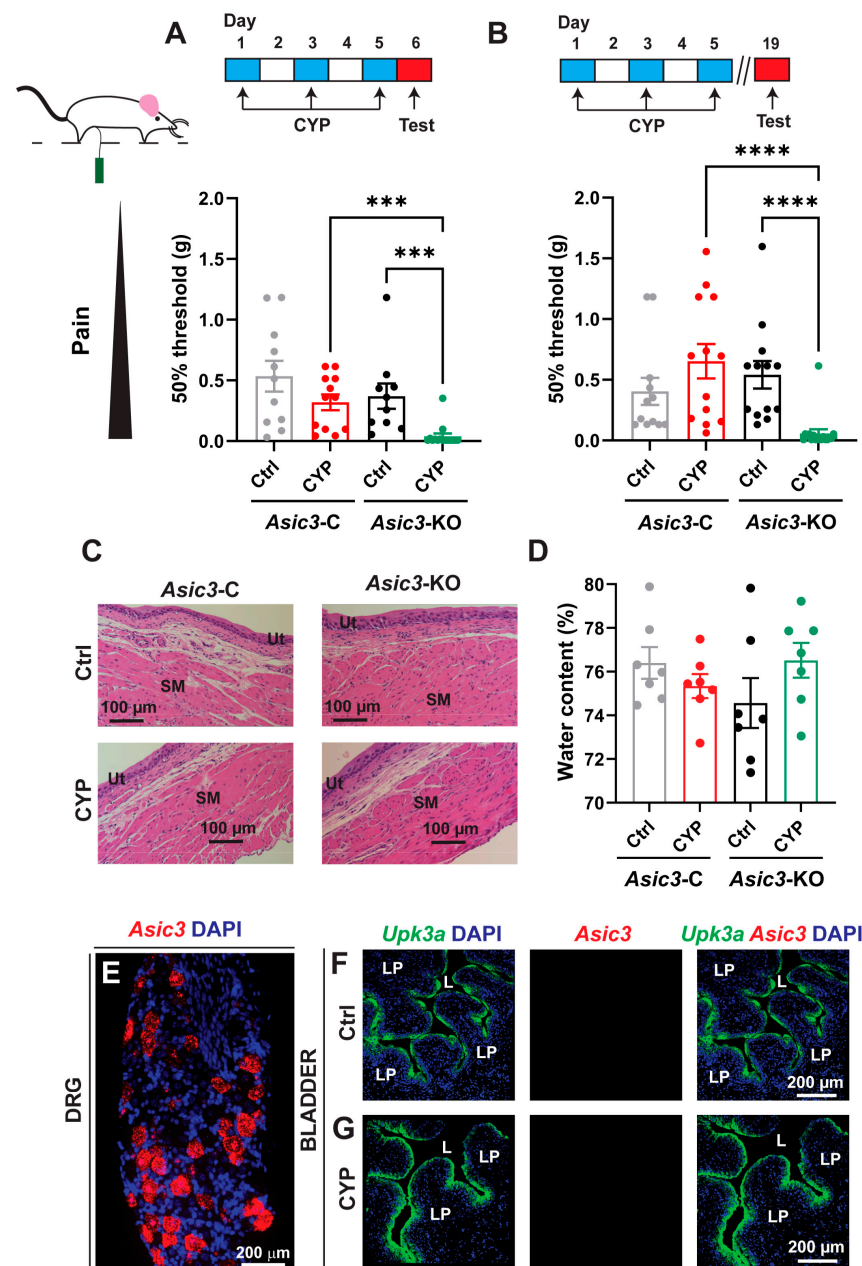 A
Day
1 2 3 4 5 6
CYP Test
B
Day
1 2 3 4 5 // 19
CYP Test
Pain
50% threshold (g)
2.0
1.5
1.0
0.5
0.0
***
***
Ctrl CYP Ctrl CYP
Asic3-C Asic3-KO
50% threshold (g)
2.0
1.5
1.0
0.5
0.0
****
****
Ctrl CYP Ctrl CYP
Asic3-C Asic3-KO
C
Asic3-C Asic3-KO
Ctrl
Ut
SM
100 µm
Ut
SM
100 µm
CYP
Ut
SM
100 µm
Ut
SM
100 µm
D
Water content (%)
80
78
76
74
72
70
Ctrl CYP Ctrl CYP
Asic3-C Asic3-KO
Asic3 DAPI
DRG
E
200 µm
BLADDER
Upk3a DAPI Asic3 Upk3a Asic3 DAPI
Ctrl
F
LP
L
LP
LP
LP
L
LP
LP
200 µm
CYP
G
L
LP
LP
L
LP
LP
200 µm